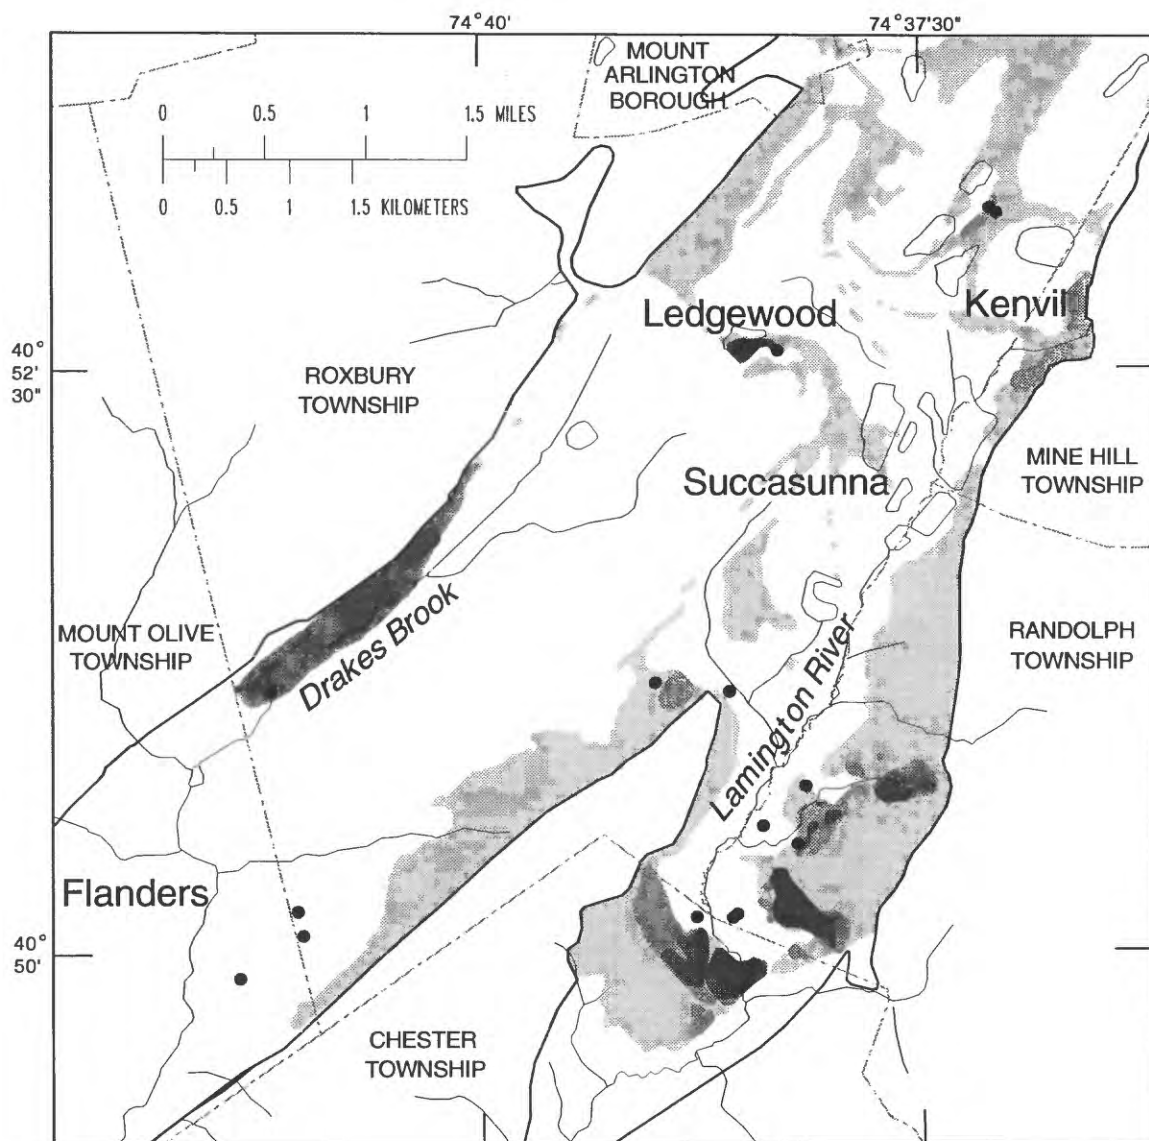 74°40'
74°37'30"
MOUNT
ARLINGTON
BOROUGH
0 0.5 1 1.5 MILES
0 0.5 1 1.5 KILOMETERS
Ledgewood
Kenvil
40°
52'
30"
ROXBURY
TOWNSHIP
MINE HILL
TOWNSHIP
Succasunna
MOUNT OLIVE
TOWNSHIP
Drakes Brook
RANDOLPH
TOWNSHIP
Lamington River
Flanders
40°
50'
CHESTER
TOWNSHIP